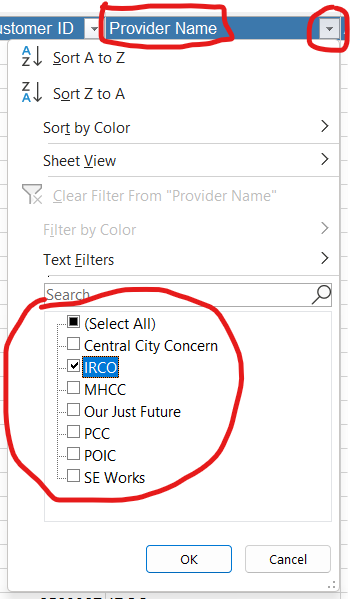 ustomer ID Provider Name
Sort A to Z
Sort Z to A
Sort by Color
Sheet View
Clear Filter From "Provider Name"
Filter by Color
Text Filters
Search
(Select All)
Central City Concern
IRCO
MHCC
Our Just Future
PCC
POIC
SE Works
OK Cancel